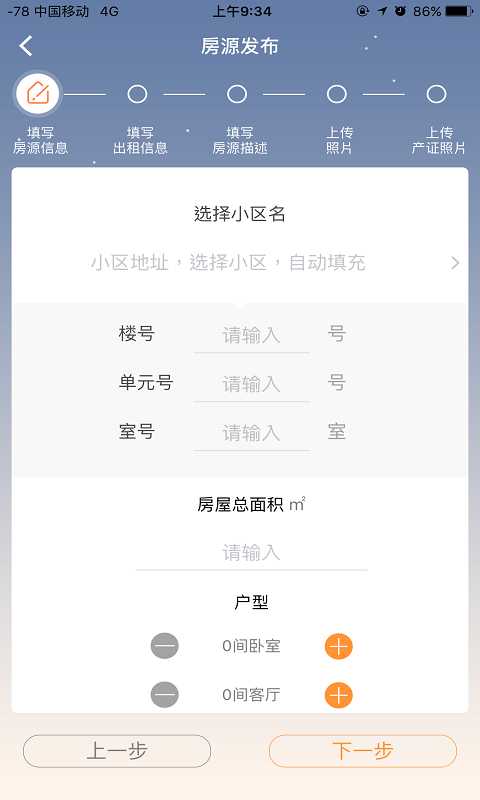 -78 中国移动 4G 上午9:34 86%
房源发布
填写 填写 填写 上传 上传
房源信息 出租信息 房源描述 照片 产证照片
选择小区名
小区地址，选择小区，自动填充
楼号 请输入 号
单元号 请输入 号
室号 请输入 室
房屋总面积 ㎡
请输入
户型
0间卧室
0间客厅
上一步 下一步